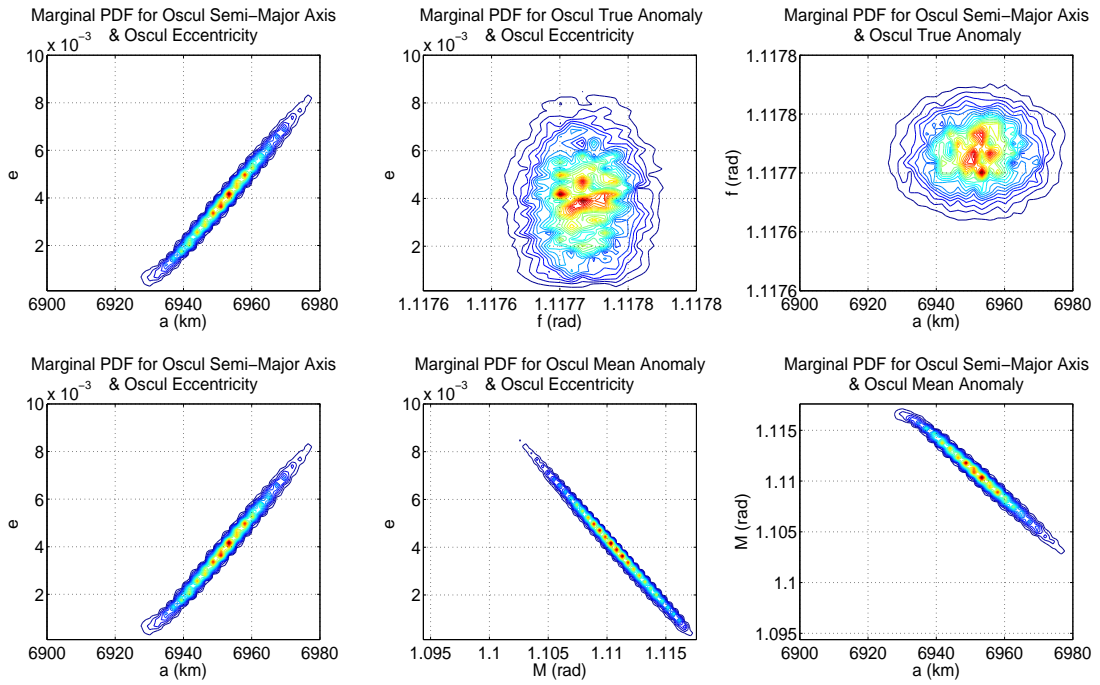 Marginal PDF for Oscul Semi−Major Axis
& Oscul Eccentricity
x 10−3
10
8
6
4
2
e
6900 6920 6940 6960 6980
a (km)
Marginal PDF for Oscul True Anomaly
& Oscul Eccentricity
x 10−3
10
8
6
4
2
e
1.1176 1.1176 1.1177 1.1178 1.1178
f (rad)
Marginal PDF for Oscul Semi−Major Axis
& Oscul True Anomaly
1.1178
1.1178
1.1177
1.1176
1.1176
f (rad)
6900 6920 6940 6960 6980
a (km)
Marginal PDF for Oscul Semi−Major Axis
& Oscul Eccentricity
x 10−3
10
8
6
4
2
e
6900 6920 6940 6960 6980
a (km)
Marginal PDF for Oscul Mean Anomaly
& Oscul Eccentricity
x 10−3
10
8
6
4
2
e
1.095 1.1 1.105 1.11 1.115
M (rad)
Marginal PDF for Oscul Semi−Major Axis
& Oscul Mean Anomaly
1.115
1.11
1.105
1.1
1.095
M (rad)
6900 6920 6940 6960 6980
a (km)